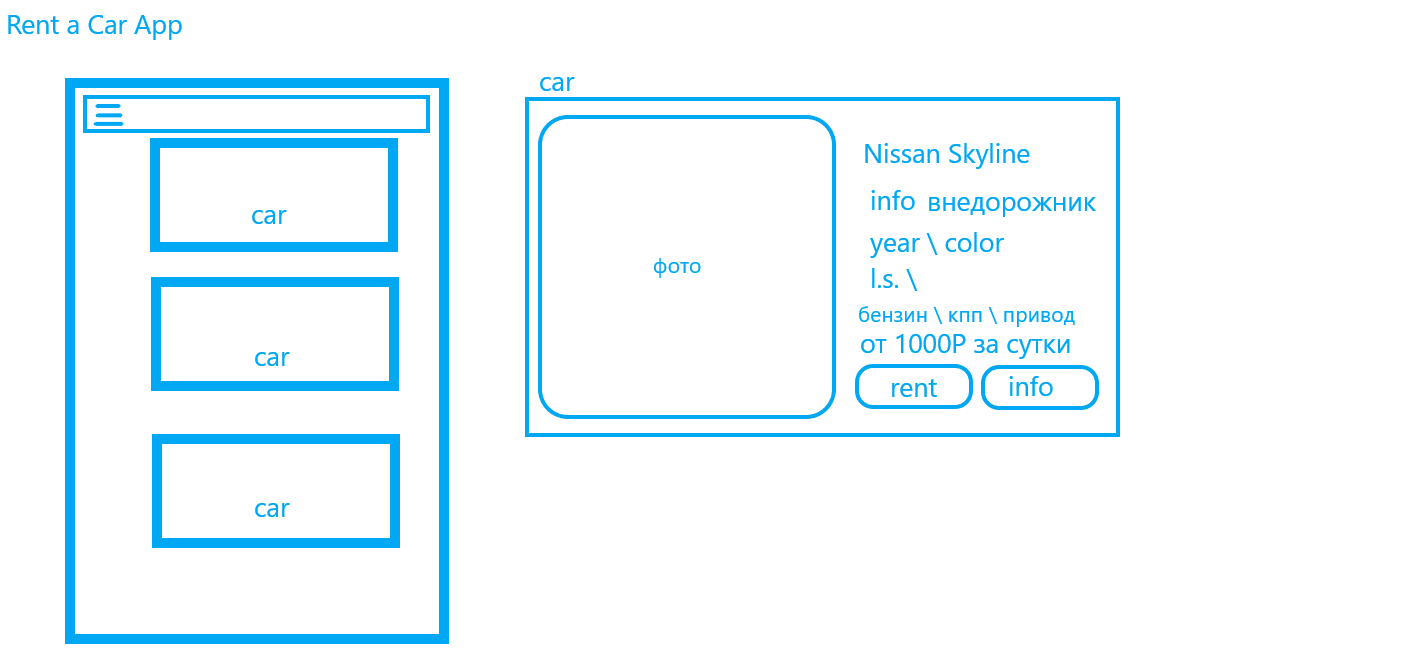 Rent a Car App
car
car
car
car
фото
Nissan Skyline
info внедорожник
year \ color
l.s. \
бензин \ кпп \ привод
от 1000Р за сутки
rent
info